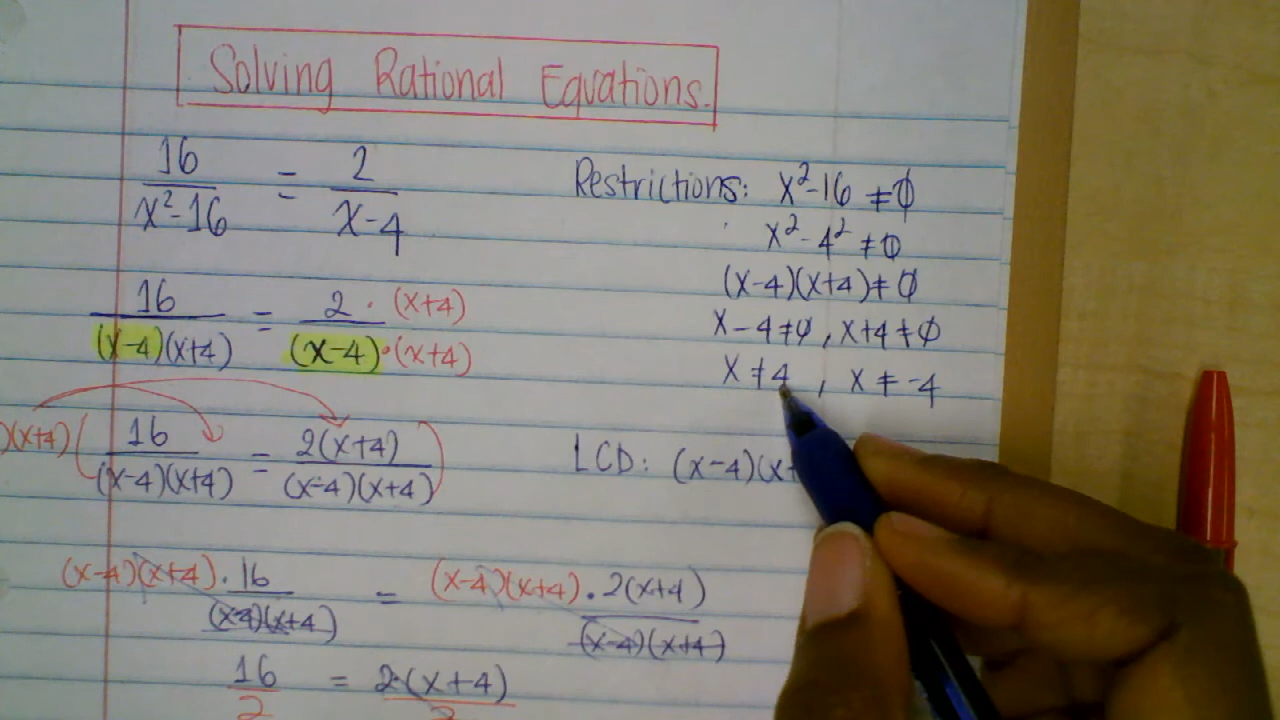 Solving Rational Equations.
16/(x²-16) = 2/(x-4)
Restrictions: x²-16 ≠ 0
x²-4² ≠ 0
(x-4)(x+4) ≠ 0
x-4 ≠ 0, x+4 ≠ 0
x ≠ 4, x ≠ -4
16/((x-4)(x+4)) = 2·(x+4)/((x-4)·(x+4))
)(x+4)(16/((x-4)(x+4)) = 2(x+4)/((x-4)(x+4)))
LCD: (x-4)(x+
(x-4)(x+4)·16/((x-4)(x+4)) = (x-4)(x+4)·2(x+4)/((x-4)(x+4))
16/2 = 2·(x+4)/2